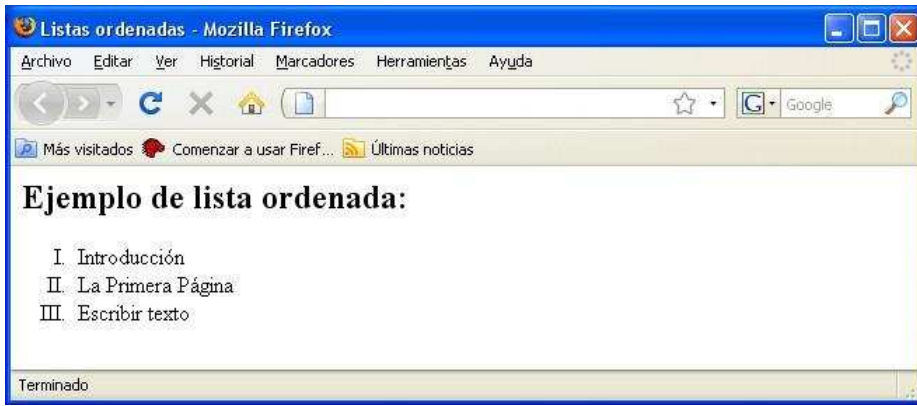 Listas ordenadas - Mozilla Firefox
Archivo Editar Ver Historial Marcadores Herramientas Ayuda
G Google
Más visitados Comenzar a usar Firef... Últimas noticias
Ejemplo de lista ordenada:
I. Introducción
II. La Primera Página
III. Escribir texto
Terminado